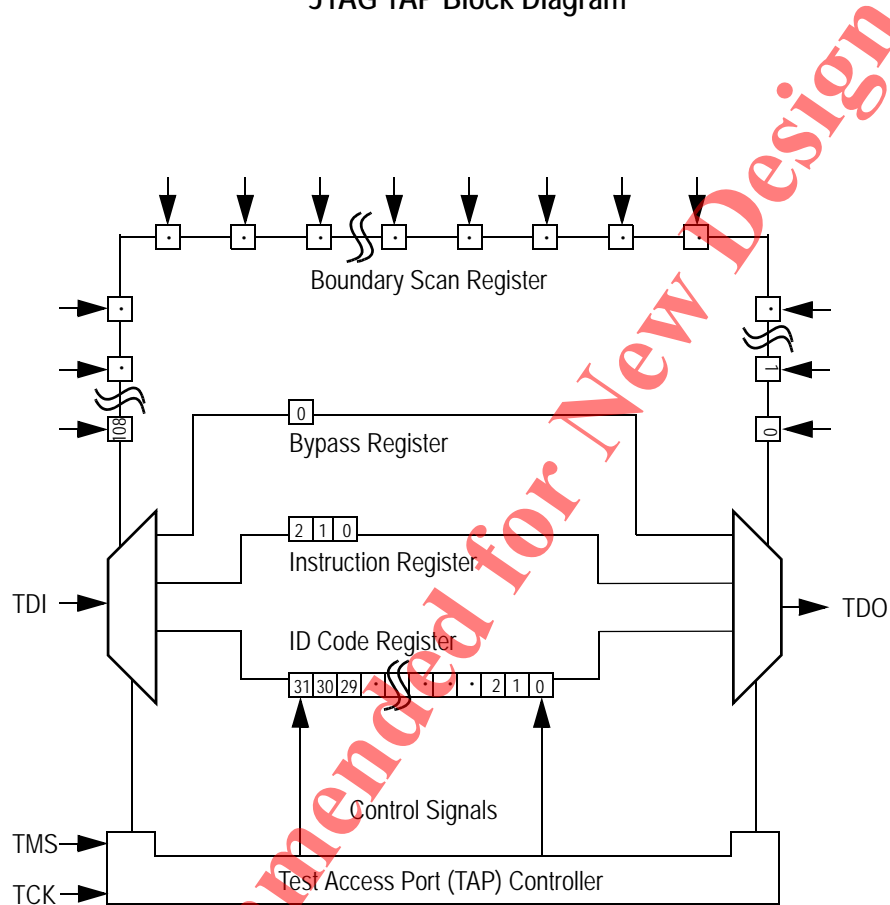 JTAG TAP Block Diagram
· · · · · · · ·
Boundary Scan Register
· ·
· 1
108 0
0
Bypass Register
2 1 0
Instruction Register
TDI TDO
ID Code Register
31 30 29 · · · · 2 1 0
Control Signals
TMS
Test Access Port (TAP) Controller
TCK
mended for New Design